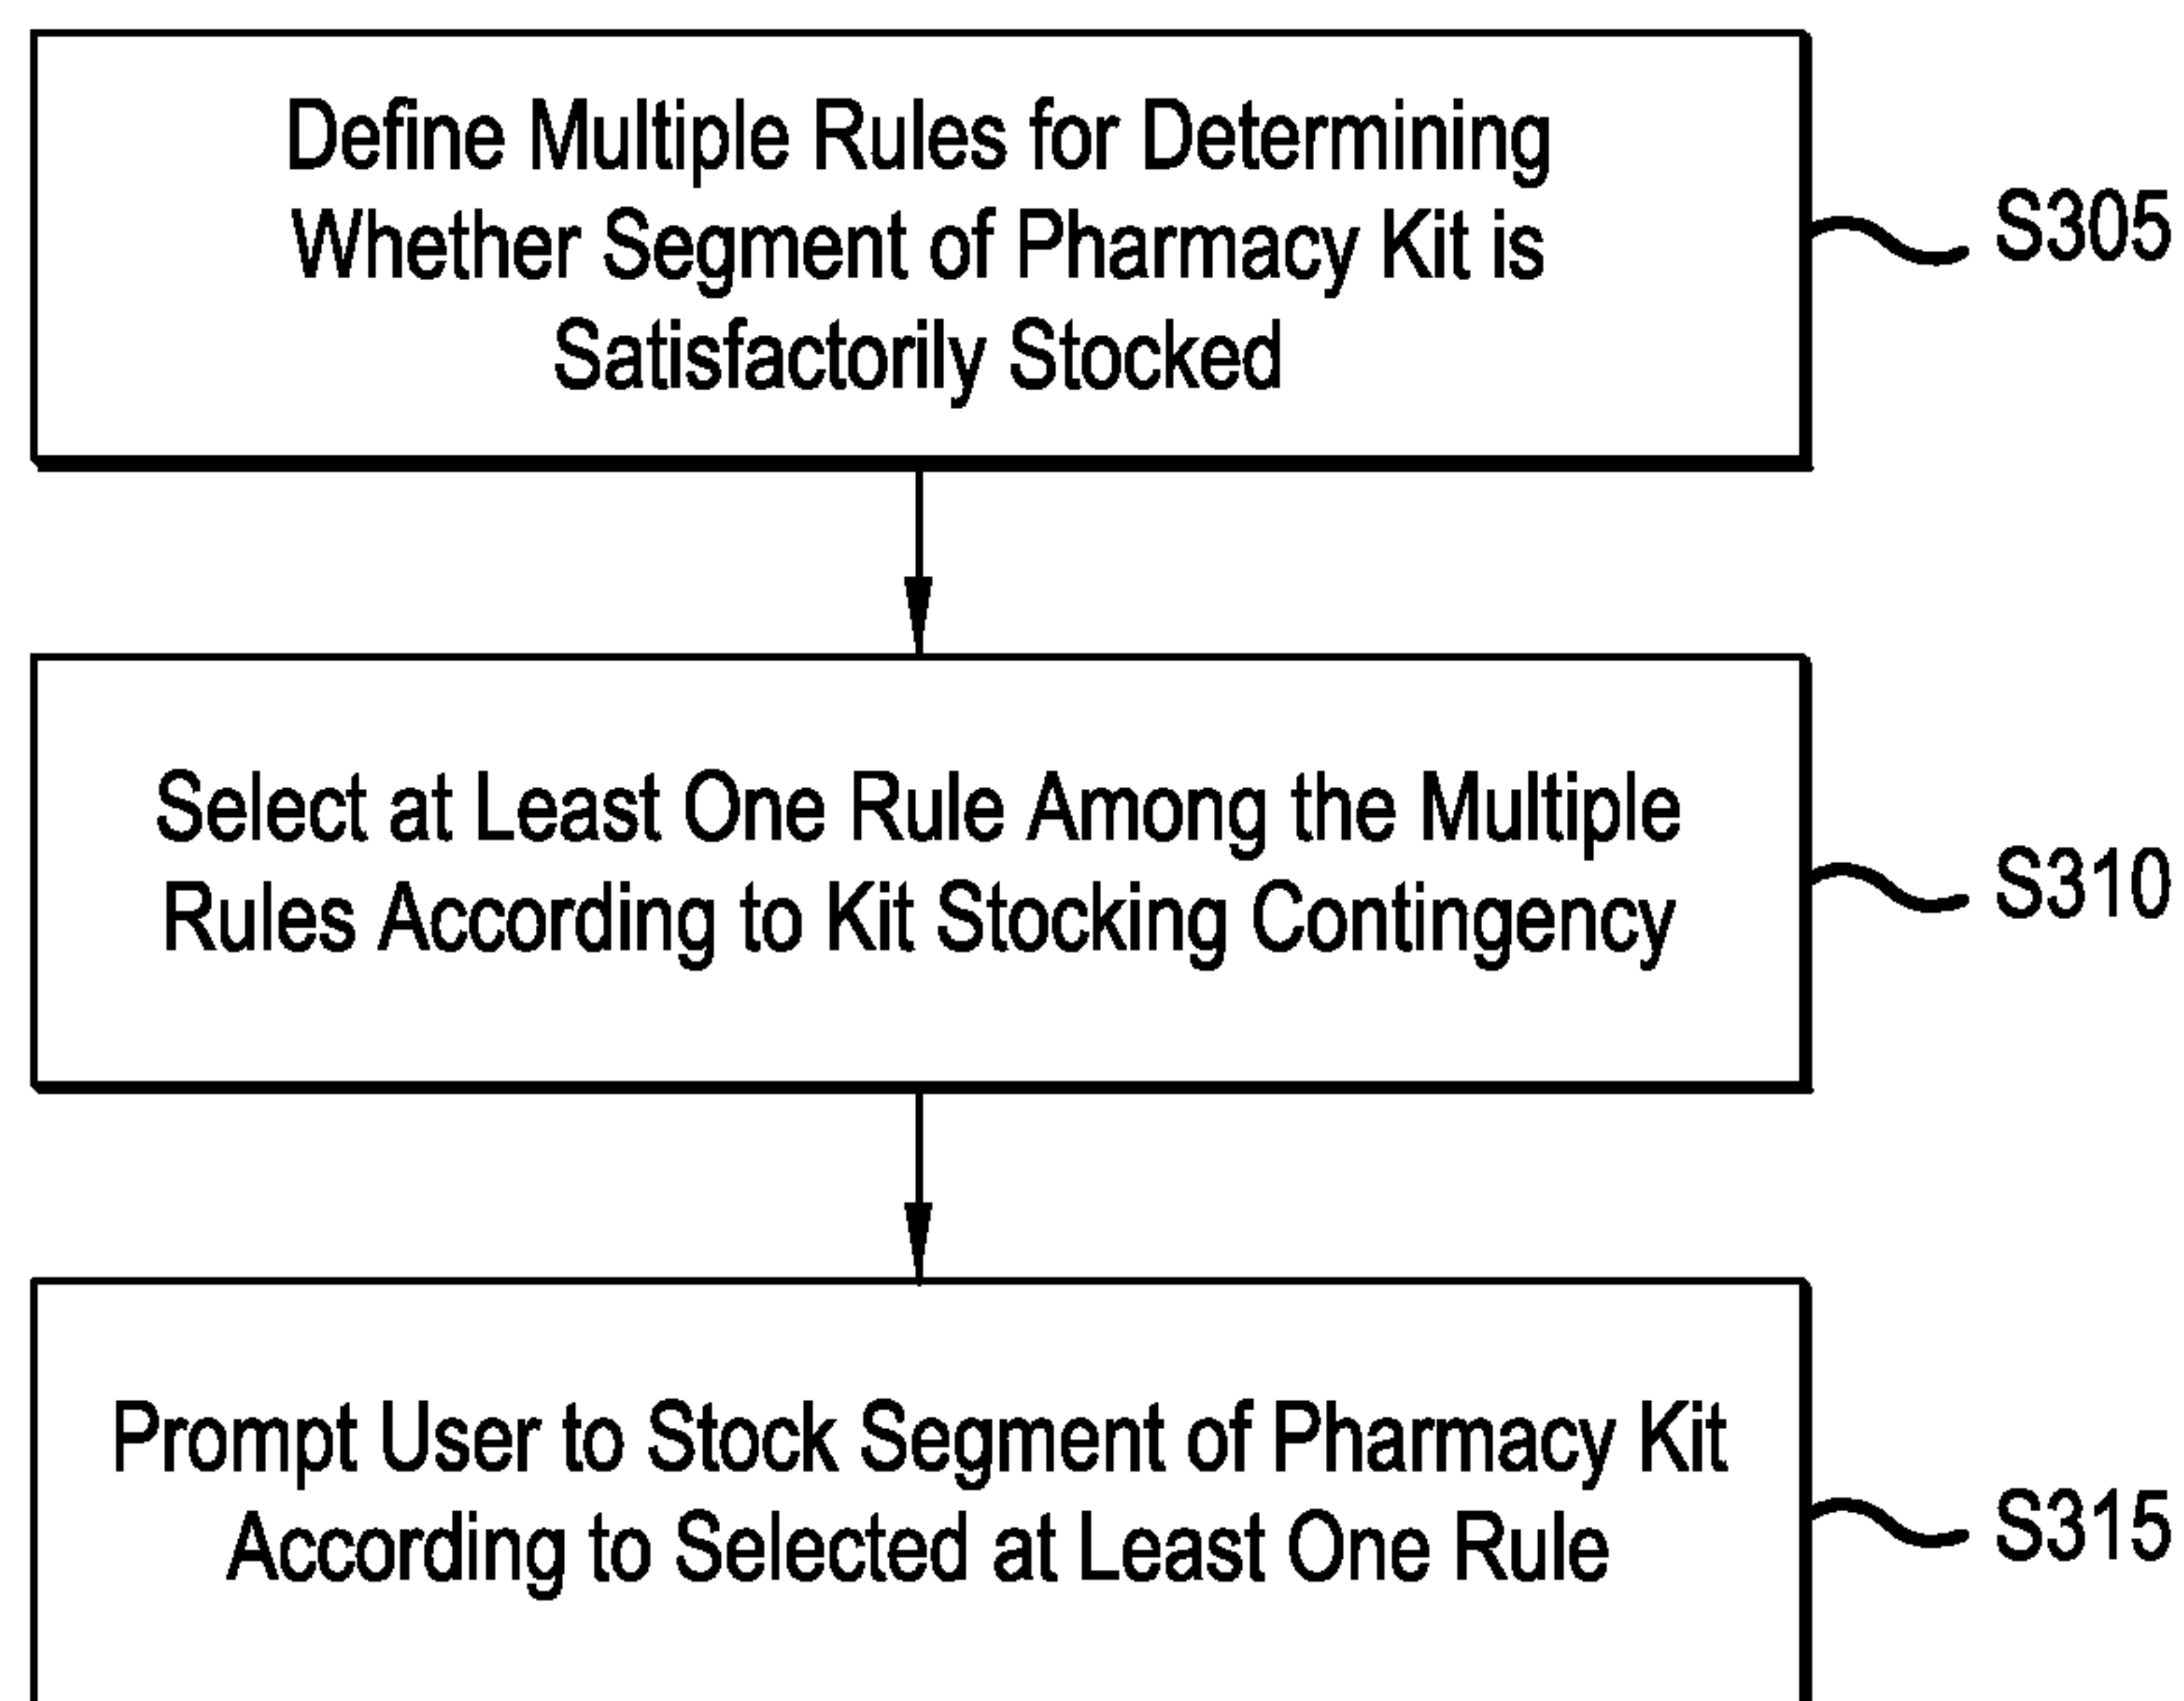 Define Multiple Rules for Determining
Whether Segment of Pharmacy Kit is
Satisfactorily Stocked
S305
Select at Least One Rule Among the Multiple
Rules According to Kit Stocking Contingency
S310
Prompt User to Stock Segment of Pharmacy Kit
According to Selected at Least One Rule
S315